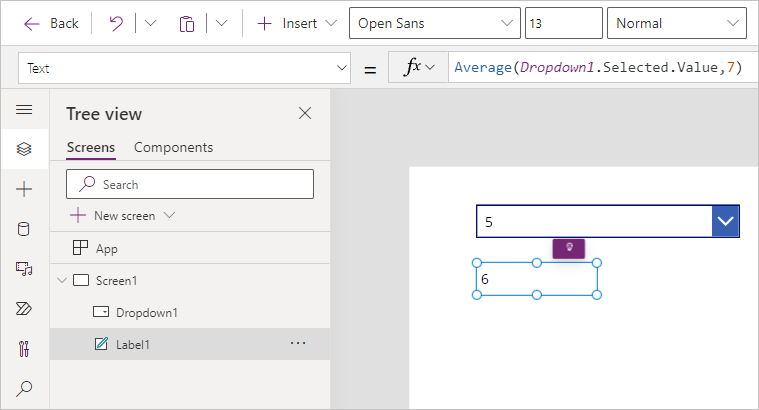 Back Insert Open Sans 13 Normal
Text = fx Average(Dropdown1.Selected.Value,7)
Tree view
Screens Components
Search
New screen
App
Screen1
Dropdown1
Label1 ...
5
6